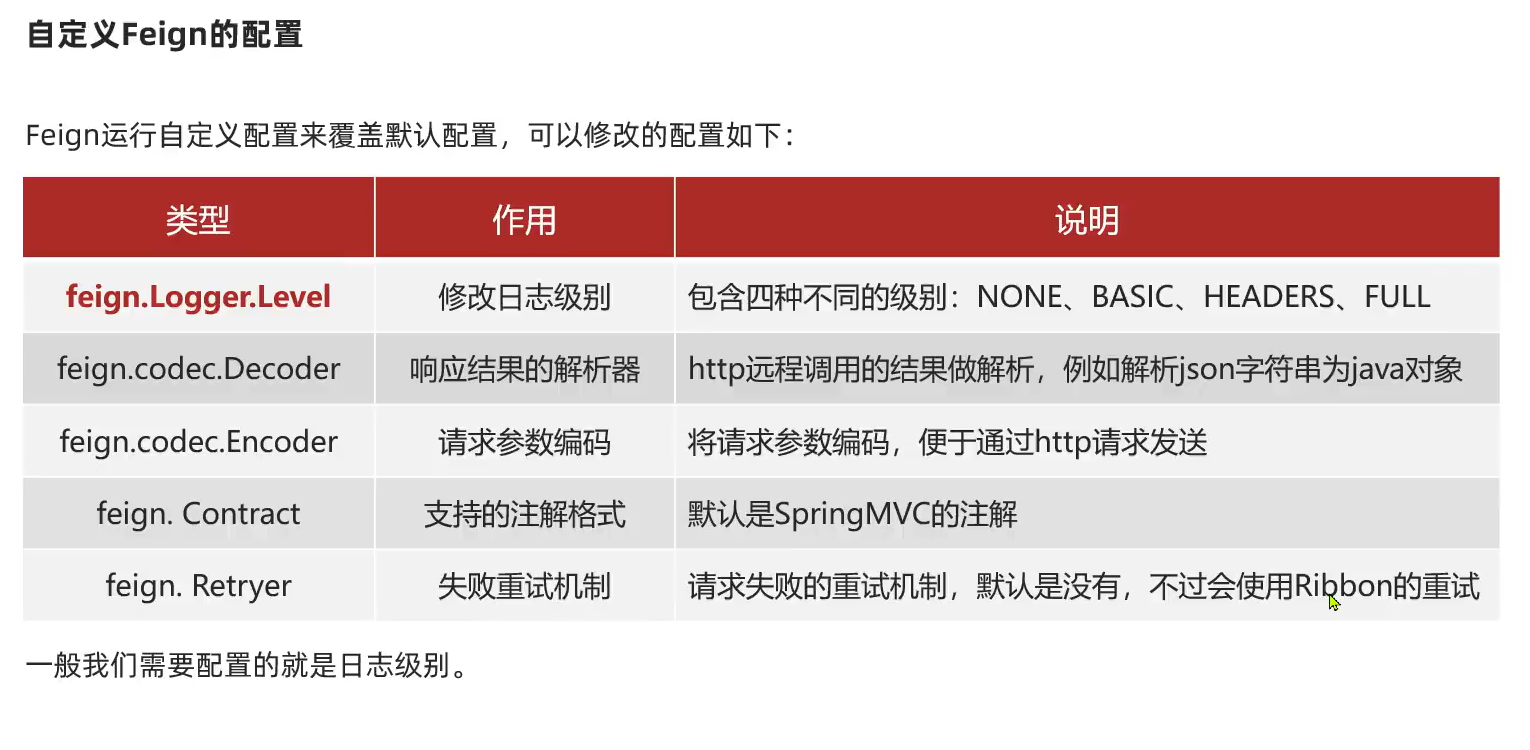 自定义Feign的配置
Feign运行自定义配置来覆盖默认配置，可以修改的配置如下：
类型 作用 说明
feign.Logger.Level 修改日志级别 包含四种不同的级别：NONE、BASIC、HEADERS、FULL
feign.codec.Decoder 响应结果的解析器 http远程调用的结果做解析，例如解析json字符串为java对象
feign.codec.Encoder 请求参数编码 将请求参数编码，便于通过http请求发送
feign. Contract 支持的注解格式 默认是SpringMVC的注解
feign. Retryer 失败重试机制 请求失败的重试机制，默认是没有，不过会使用Ribbon的重试
一般我们需要配置的就是日志级别。